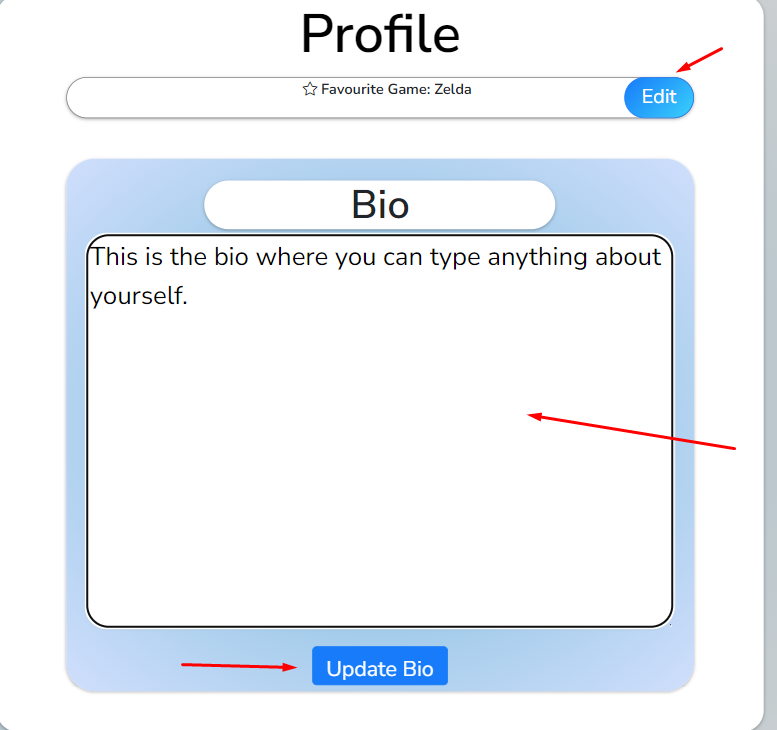 Profile
Favourite Game: Zelda
Edit
Bio
This is the bio where you can type anything about
yourself.
Update Bio